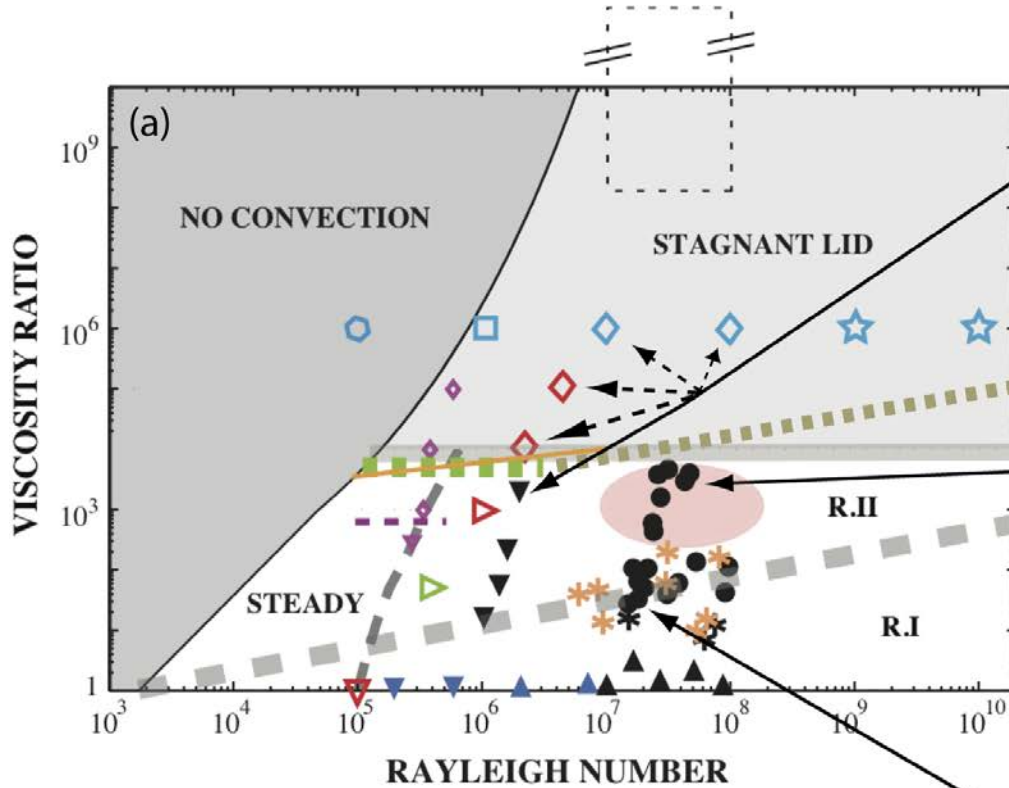 (a)
10^9
NO CONVECTION
STAGNANT LID
10^6
VISCOSITY RATIO
10^3
R.II
STEADY
R.I
1
10^3 10^4 10^5 10^6 10^7 10^8 10^9 10^10
RAYLEIGH NUMBER